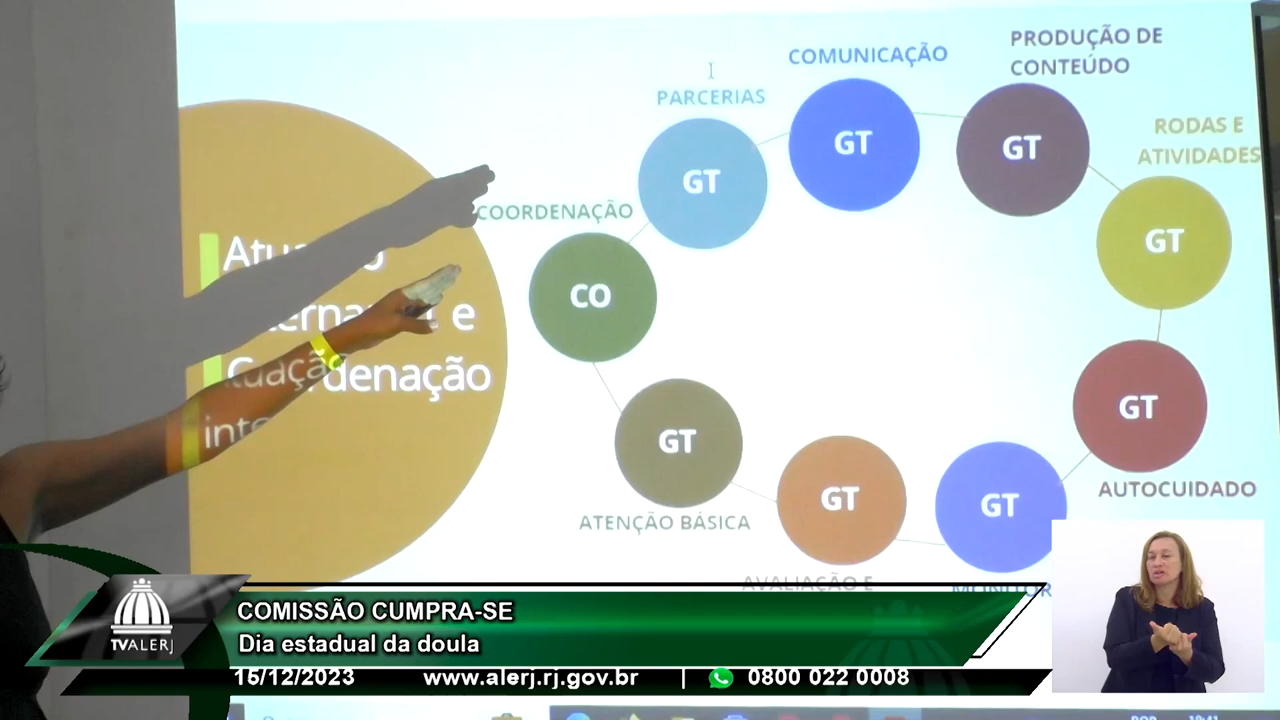 PRODUÇÃO DE
CONTEÚDO
COMUNICAÇÃO
PARCERIAS
RODAS E
ATIVIDADES
GT
GT
GT
GT
GT
COORDENAÇÃO
CO
e
GT
AUTOCUIDADO
GT
GT
GT
ATENÇÃO BÁSICA
AVALIAÇÃO E
COMISSÃO CUMPRA-SE
Dia estadual da doula
TVALERJ
15/12/2023 www.alerj.rj.gov.br | 0800 022 0008